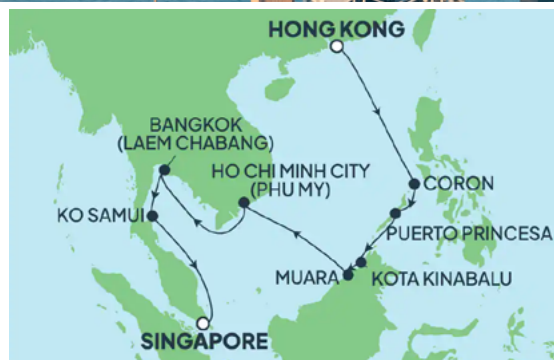 HONG KONG
BANGKOK
(LAEM CHABANG)
HO CHI MINH CITY
(PHU MY)
CORON
KO SAMUI
PUERTO PRINCESA
MUARA
KOTA KINABALU
SINGAPORE